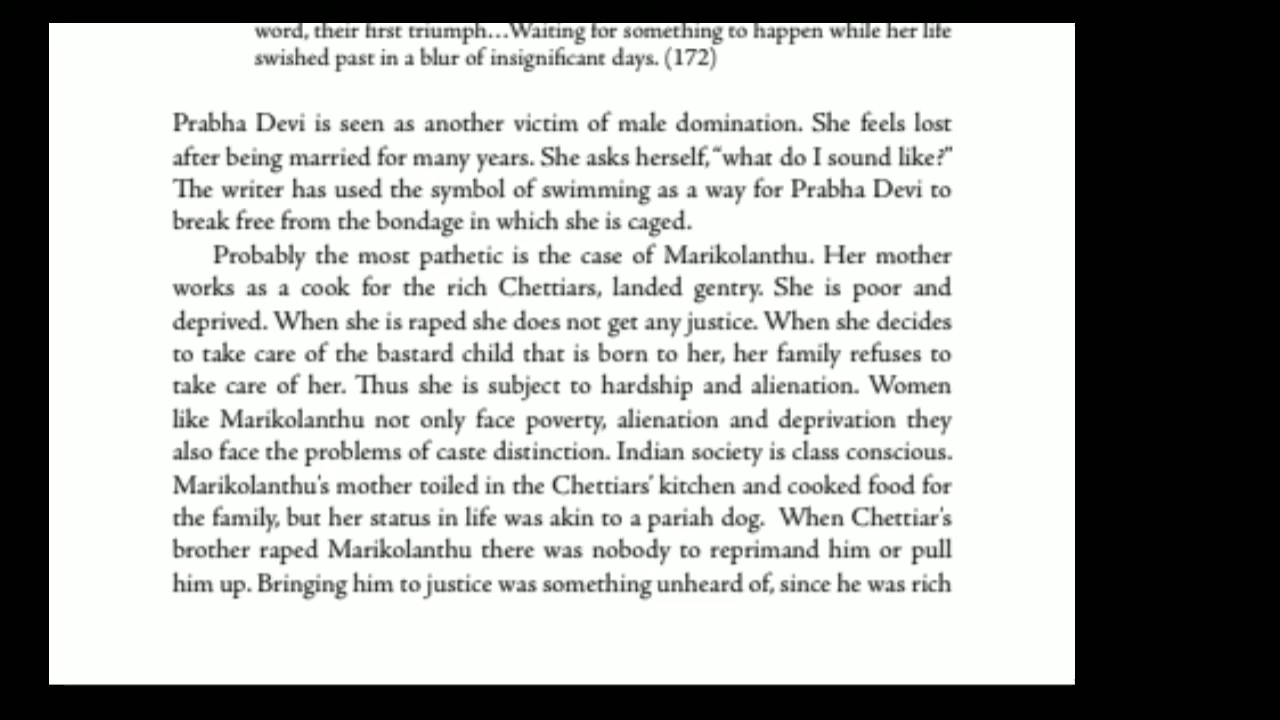 word, their first triumph...Waiting for something to happen while her life
swished past in a blur of insignificant days. (172)
Prabha Devi is seen as another victim of male domination. She feels lost
after being married for many years. She asks herself, “what do I sound like?”
The writer has used the symbol of swimming as a way for Prabha Devi to
break free from the bondage in which she is caged.
Probably the most pathetic is the case of Marikolanthu. Her mother
works as a cook for the rich Chettiars, landed gentry. She is poor and
deprived. When she is raped she does not get any justice. When she decides
to take care of the bastard child that is born to her, her family refuses to
take care of her. Thus she is subject to hardship and alienation. Women
like Marikolanthu not only face poverty, alienation and deprivation they
also face the problems of caste distinction. Indian society is class conscious.
Marikolanthu's mother toiled in the Chettiars' kitchen and cooked food for
the family, but her status in life was akin to a pariah dog. When Chettiar's
brother raped Marikolanthu there was nobody to reprimand him or pull
him up. Bringing him to justice was something unheard of, since he was rich